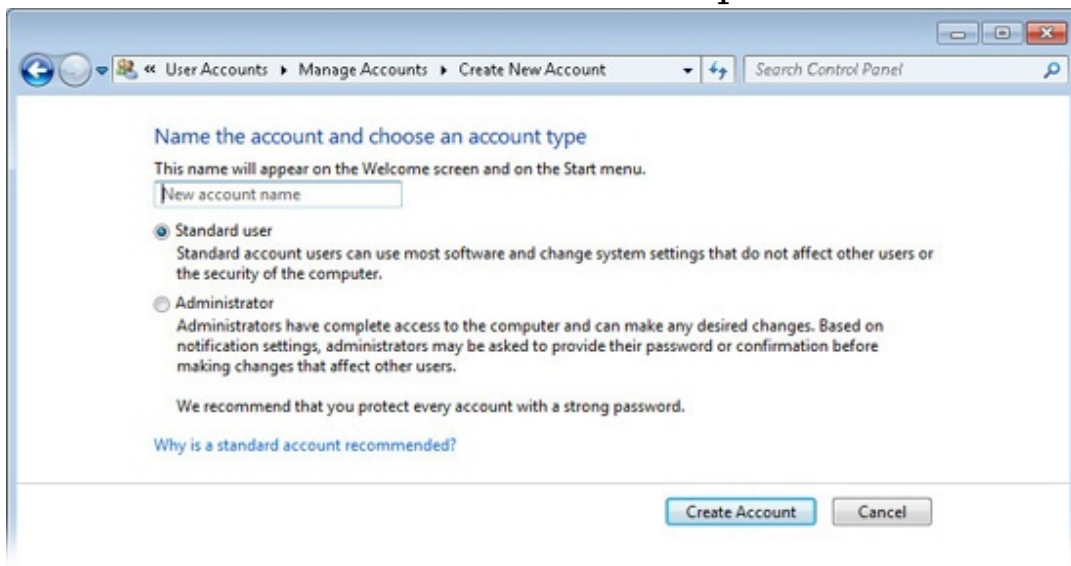 « User Accounts ▸ Manage Accounts ▸ Create New Account
Search Control Panel
Name the account and choose an account type
This name will appear on the Welcome screen and on the Start menu.
New account name
Standard user
Standard account users can use most software and change system settings that do not affect other users or
the security of the computer.
Administrator
Administrators have complete access to the computer and can make any desired changes. Based on
notification settings, administrators may be asked to provide their password or confirmation before
making changes that affect other users.
We recommend that you protect every account with a strong password.
Why is a standard account recommended?
Create Account
Cancel